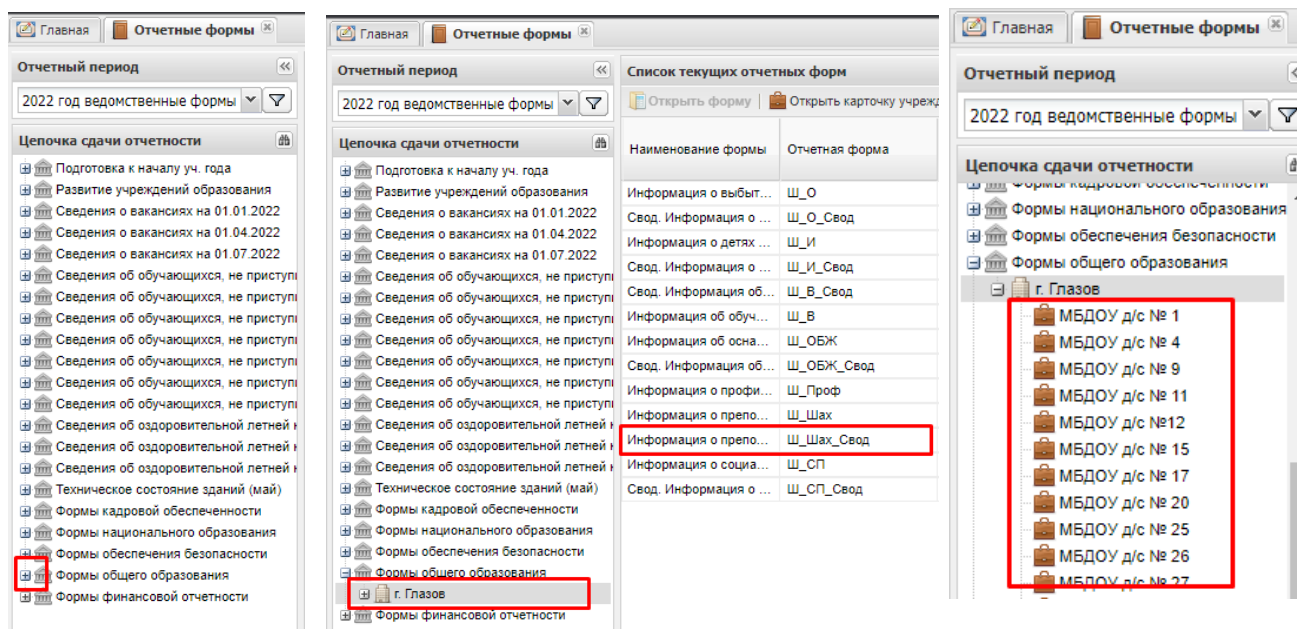 Главная
Отчетные формы
Отчетный период
2022 год ведомственные формы
Цепочка сдачи отчетности
Подготовка к началу уч. года
Развитие учреждений образования
Сведения о вакансиях на 01.01.2022
Сведения о вакансиях на 01.04.2022
Сведения о вакансиях на 01.07.2022
Сведения об обучающихся, не приступ
Сведения об обучающихся, не приступ
Сведения об обучающихся, не приступ
Сведения об обучающихся, не приступ
Сведения об обучающихся, не приступ
Сведения об обучающихся, не приступ
Сведения об обучающихся, не приступ
Сведения об оздоровительной летней
Сведения об оздоровительной летней
Сведения об оздоровительной летней
Техническое состояние зданий (май)
Формы кадровой обеспеченности
Формы национального образования
Формы обеспечения безопасности
Формы общего образования
Формы финансовой отчетности
Главная
Отчетные формы
Отчетный период
2022 год ведомственные формы
Цепочка сдачи отчетности
Подготовка к началу уч. года
Развитие учреждений образования
Сведения о вакансиях на 01.01.2022
Сведения о вакансиях на 01.04.2022
Сведения о вакансиях на 01.07.2022
Сведения об обучающихся, не приступ
Сведения об обучающихся, не приступ
Сведения об обучающихся, не приступ
Сведения об обучающихся, не приступ
Сведения об обучающихся, не приступ
Сведения об обучающихся, не приступ
Сведения об обучающихся, не приступ
Сведения об оздоровительной летней
Сведения об оздоровительной летней
Сведения об оздоровительной летней
Техническое состояние зданий (май)
Формы кадровой обеспеченности
Формы национального образования
Формы обеспечения безопасности
Формы общего образования
г. Глазов
Формы финансовой отчетности
Список текущих отчетных форм
Открыть форму
Открыть карточку учрежд
Наименование формы Отчетная форма
Информация о выбыт... Ш_О
Свод. Информация о ... Ш_О_Свод
Информация о детях ... Ш_И
Свод. Информация о ... Ш_И_Свод
Свод. Информация об... Ш_В_Свод
Информация об обуч... Ш_В
Информация об осна... Ш_ОБЖ
Свод. Информация об... Ш_ОБЖ_Свод
Информация о профи... Ш_Проф
Информация о препо... Ш_Шах
Информация о препо... Ш_Шах_Свод
Информация о социа... Ш_СП
Свод. Информация о ... Ш_СП_Свод
Главная
Отчетные формы
Отчетный период
2022 год ведомственные формы
Цепочка сдачи отчетности
Формы кадровой обеспеченности
Формы национального образования
Формы обеспечения безопасности
Формы общего образования
г. Глазов
МБДОУ д/с № 1
МБДОУ д/с № 4
МБДОУ д/с № 9
МБДОУ д/с № 11
МБДОУ д/с №12
МБДОУ д/с № 15
МБДОУ д/с № 17
МБДОУ д/с № 20
МБДОУ д/с № 25
МБДОУ д/с № 26
МБДОУ д/с № 27